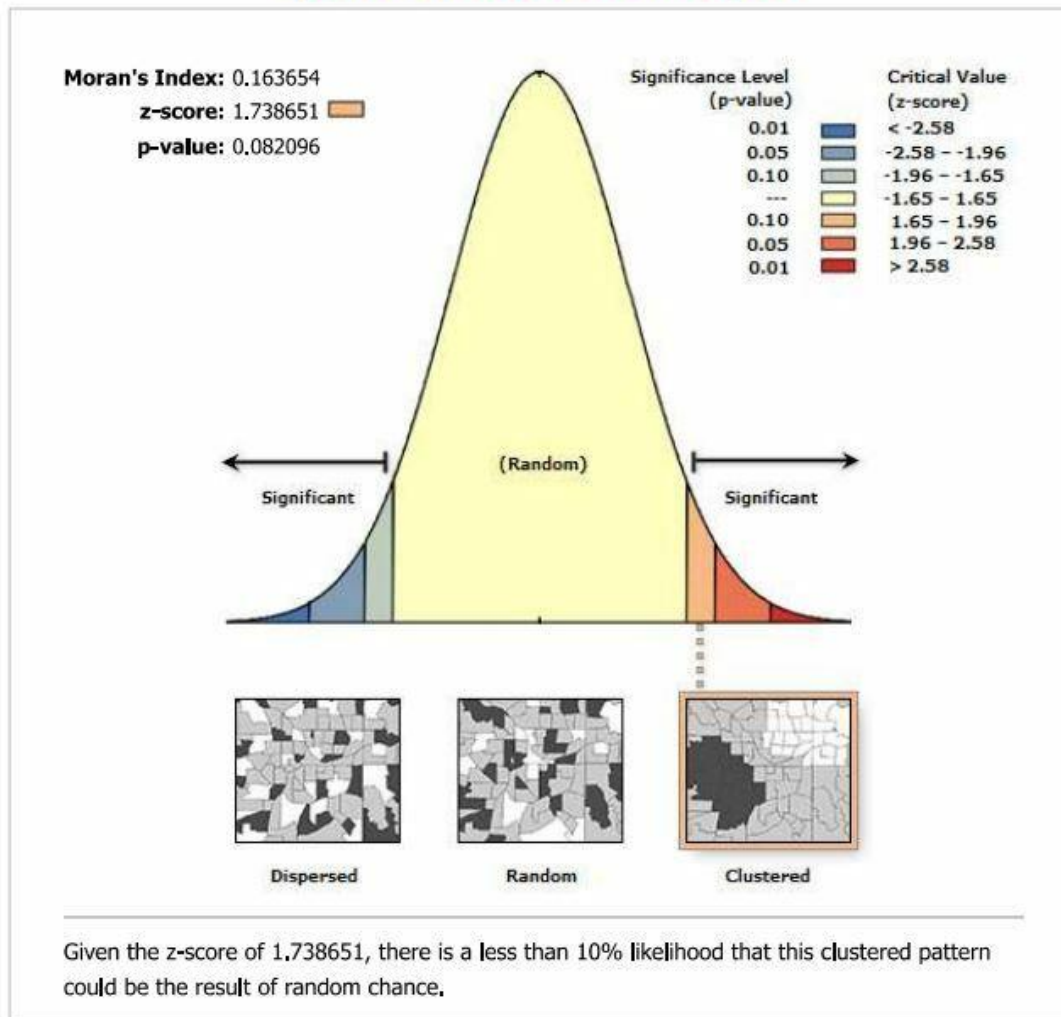 Moran's Index: 0.163654
z-score: 1.738651
p-value: 0.082096
Significance Level
(p-value)
Critical Value
(z-score)
0.01 < -2.58
0.05 -2.58 – -1.96
0.10 -1.96 – -1.65
--- -1.65 – 1.65
0.10 1.65 – 1.96
0.05 1.96 – 2.58
0.01 > 2.58
(Random)
Significant
Significant
Dispersed
Random
Clustered
Given the z-score of 1.738651, there is a less than 10% likelihood that this clustered pattern
could be the result of random chance.